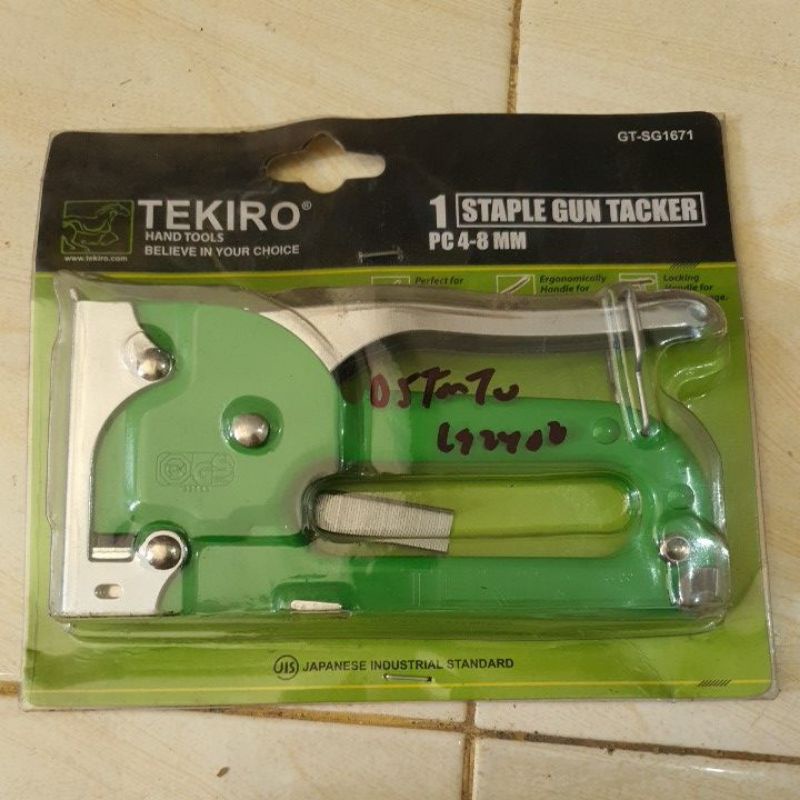 GT-SG1671
TEKIRO®
HAND TOOLS
BELIEVE IN YOUR CHOICE
www.tekiro.com
1 STAPLE GUN TACKER
PC 4-8 MM
Perfect for
Ergonomically
Handle for
Locking
Handle for
JIS JAPANESE INDUSTRIAL STANDARD